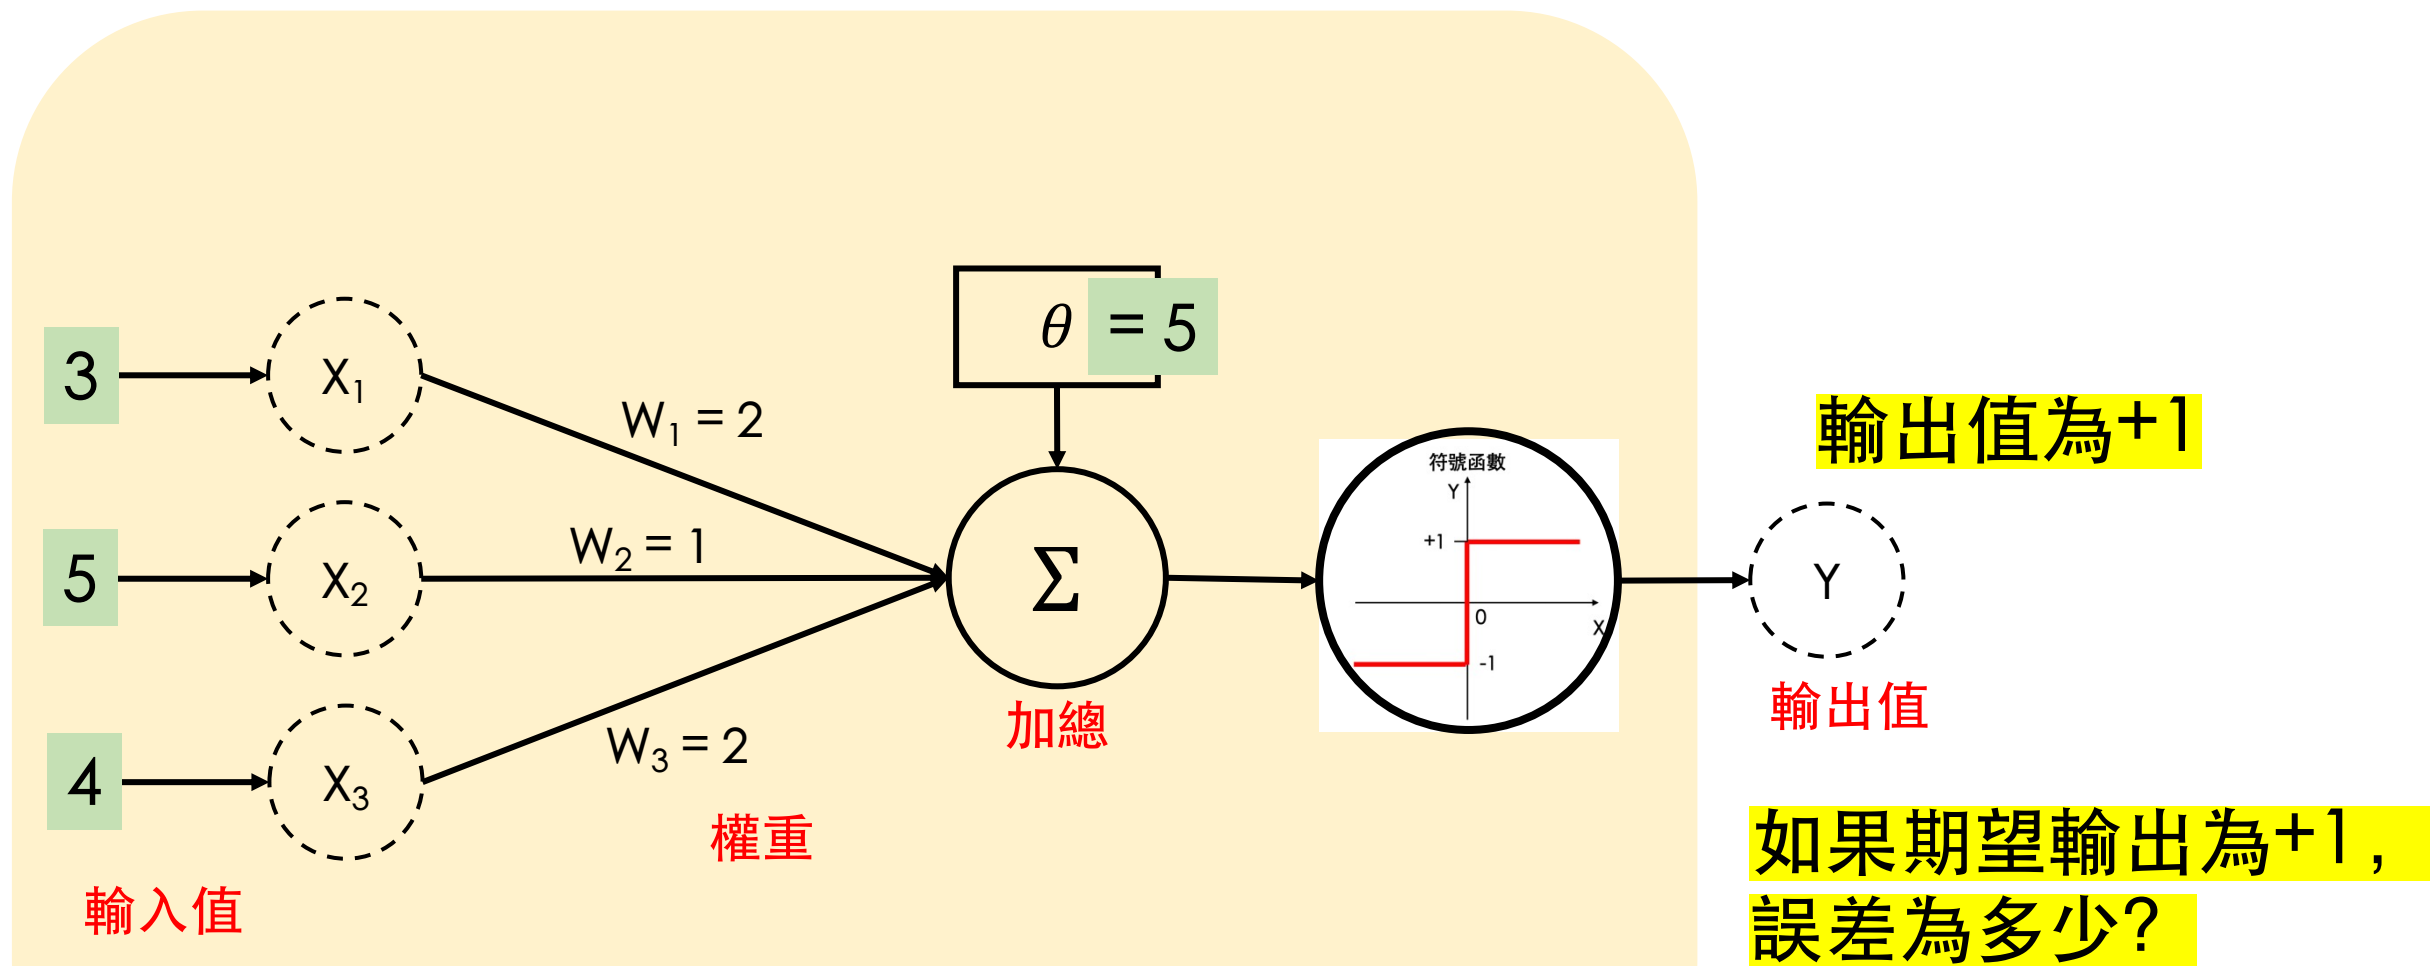 θ = 5
3
X1
W1 = 2
輸出值為+1
符號函數
Y
+1
0
X
-1
5
X2
W2 = 1
Σ
Y
加總
輸出值
4
X3
W3 = 2
權重
輸入值
如果期望輸出為+1，
誤差為多少？